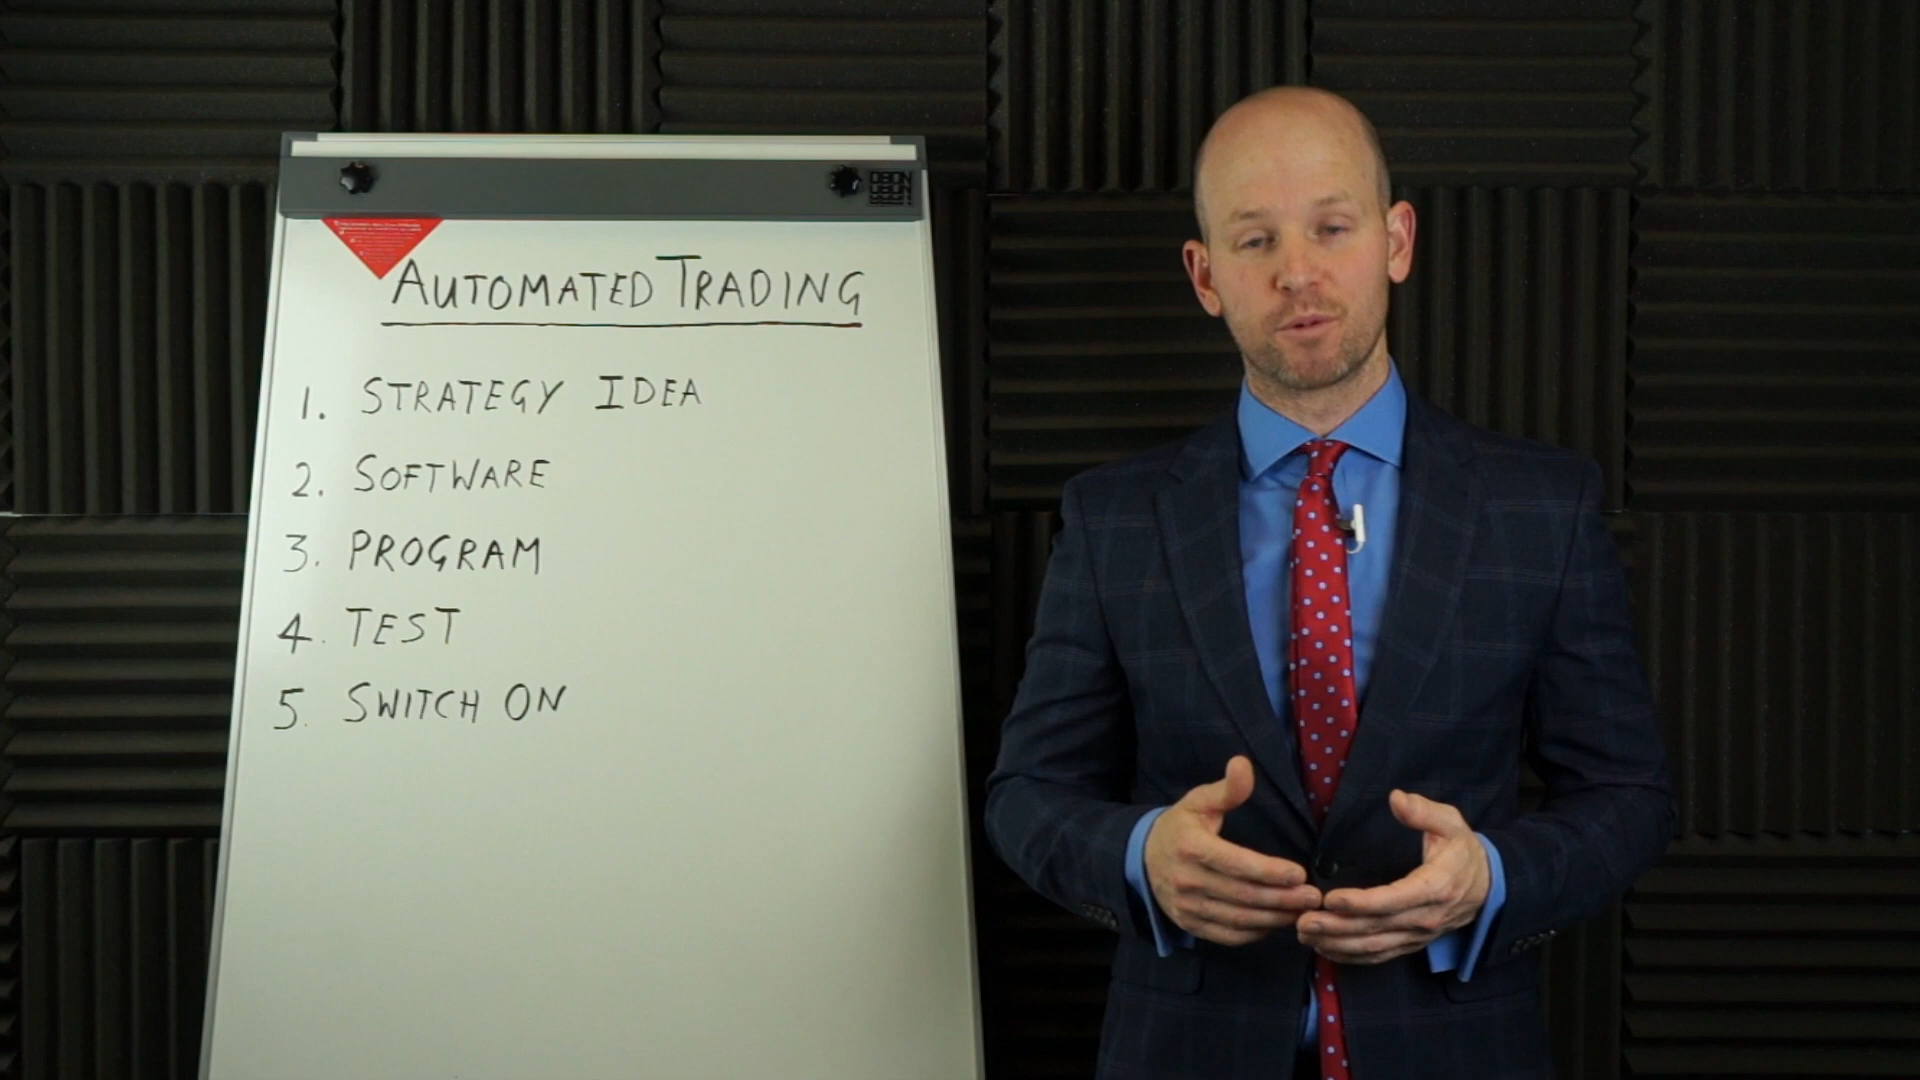 AUTOMATED TRADING
1. STRATEGY IDEA
2. SOFTWARE
3. PROGRAM
4. TEST
5. SWITCH ON